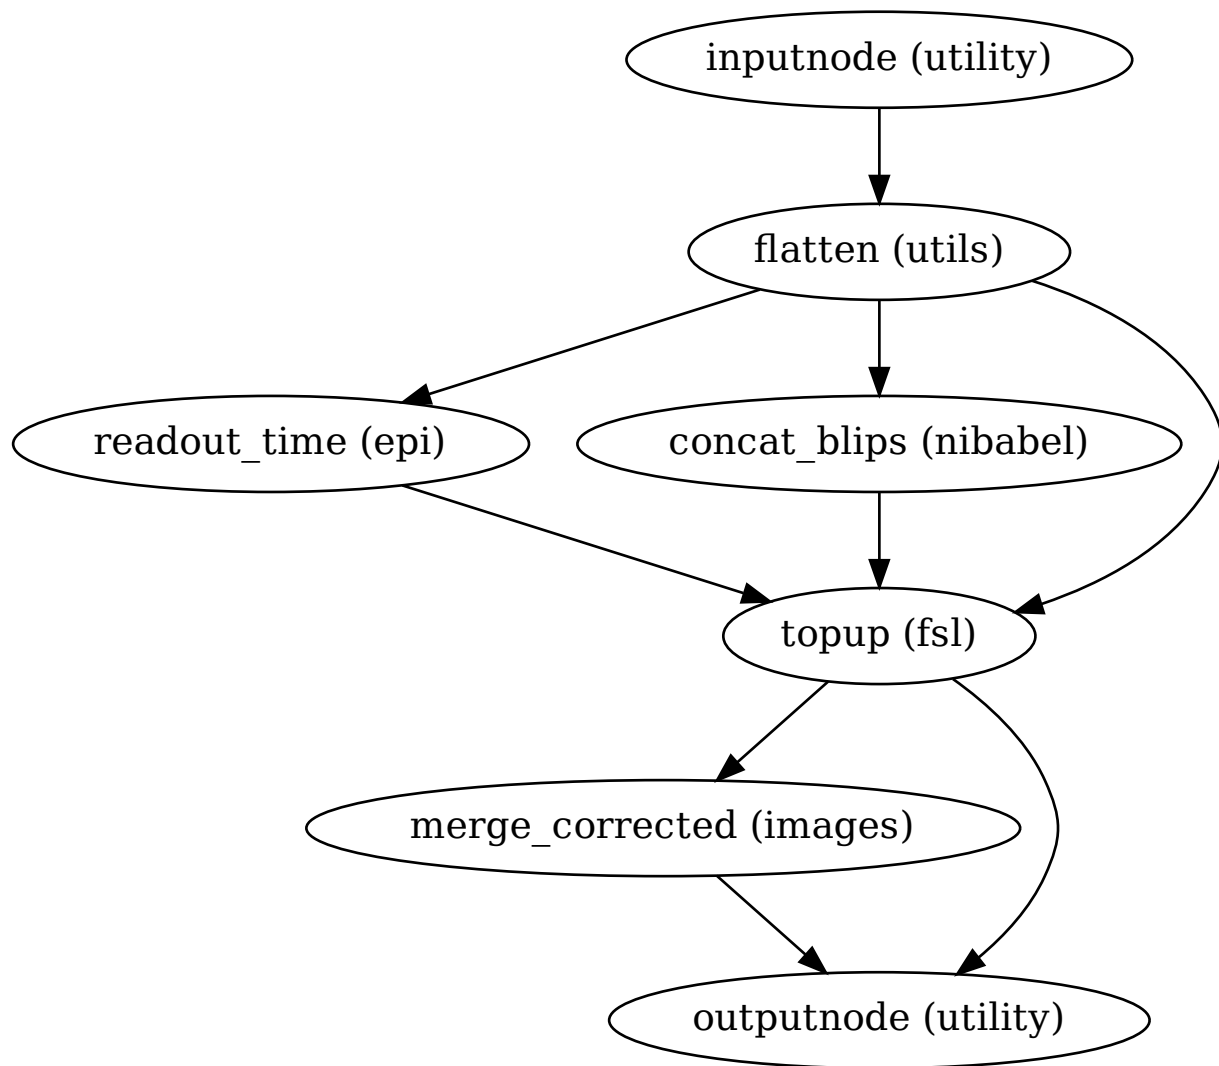 inputnode (utility)
flatten (utils)
readout_time (epi)
concat_blips (nibabel)
topup (fsl)
merge_corrected (images)
outputnode (utility)